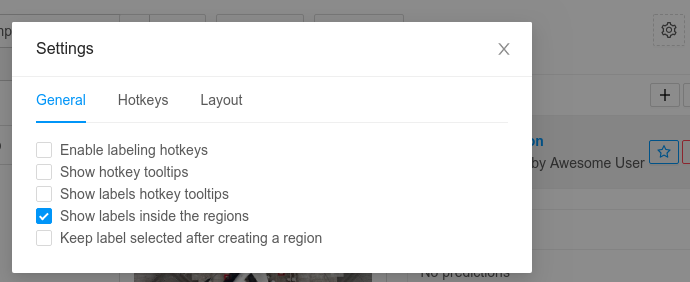 Settings
General Hotkeys Layout
Enable labeling hotkeys
Show hotkey tooltips
Show labels hotkey tooltips
Show labels inside the regions
Keep label selected after creating a region
on
by Awesome User
No predictions